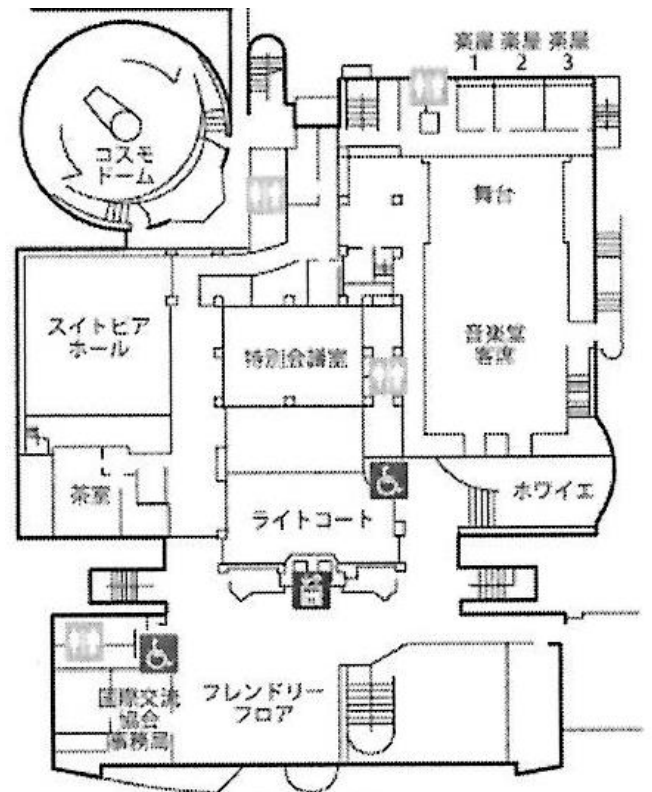 楽屋 楽屋 楽屋
1 2 3
コスモ
ドーム
舞台
スイトピア
ホール
特別会議室
音楽堂
客席
茶室
ライトコート
ホワイエ
国際交流
協会
事務局
フレンドリー
フロア